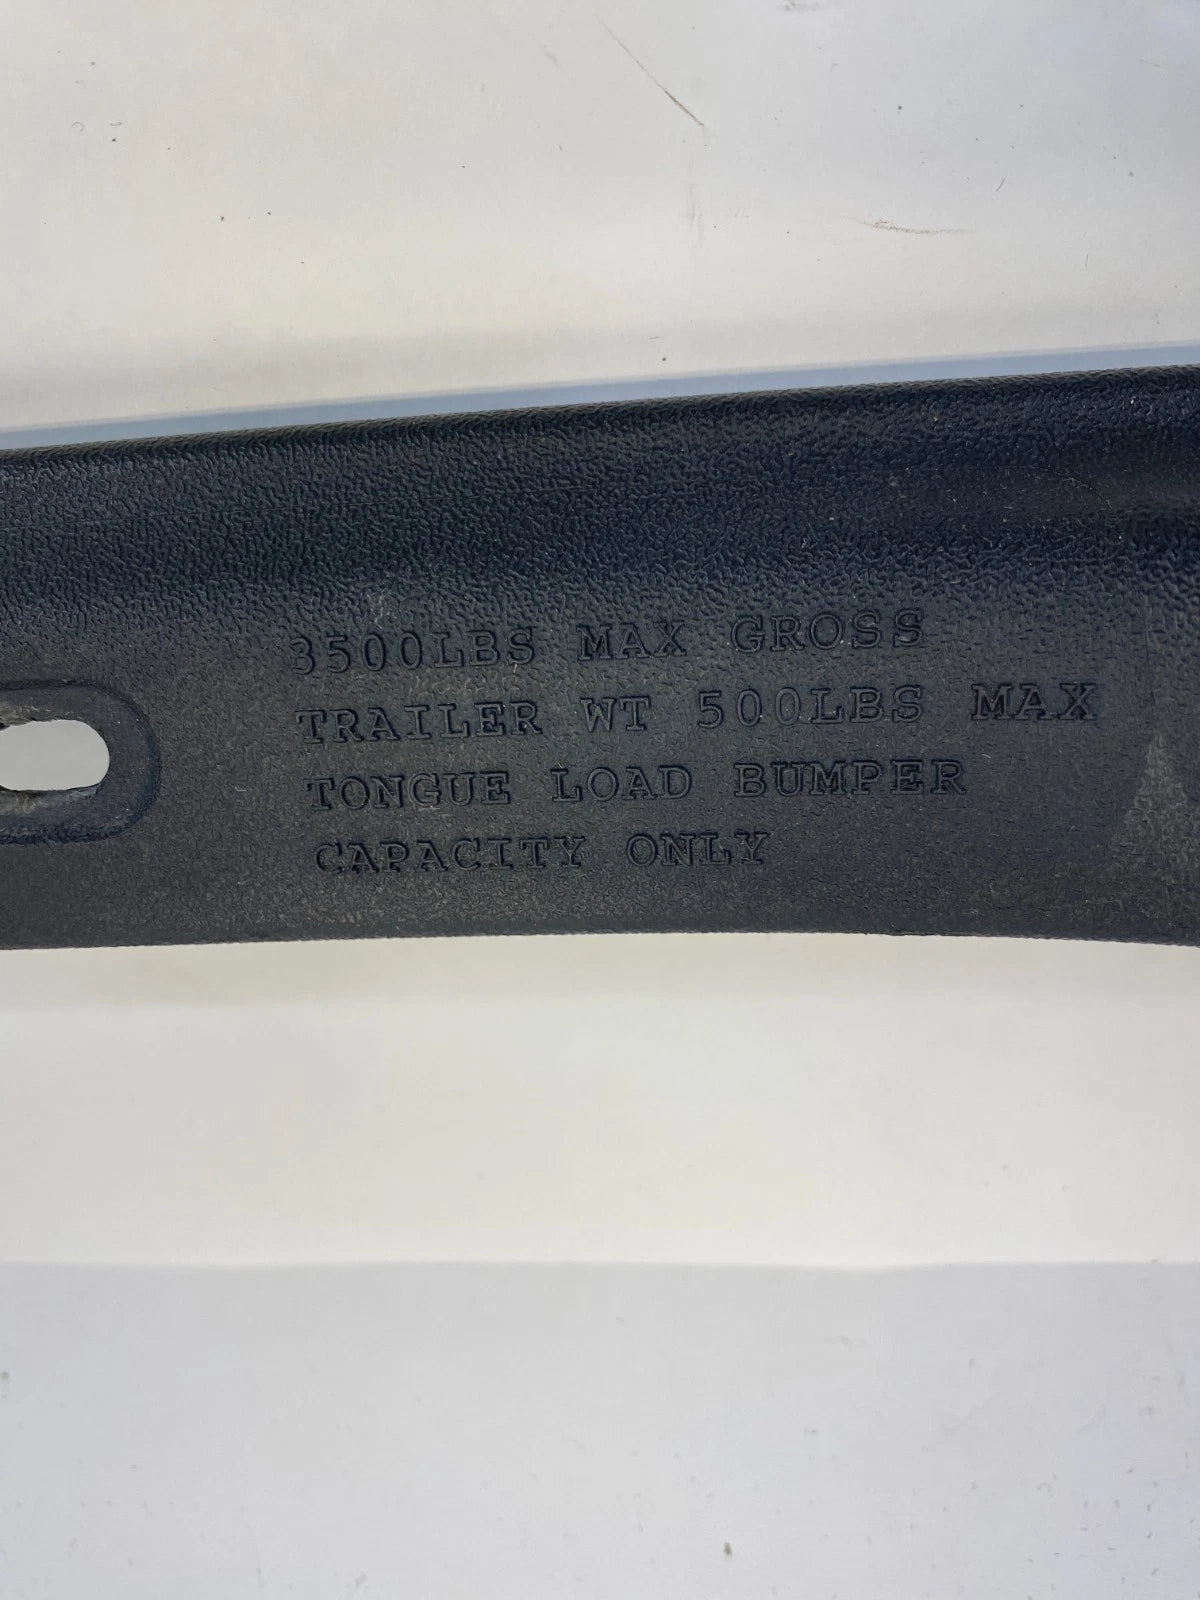 3500LBS MAX GROSS
TRAILER WT 500LBS MAX
TONGUE LOAD BUMPER
CAPACITY ONLY